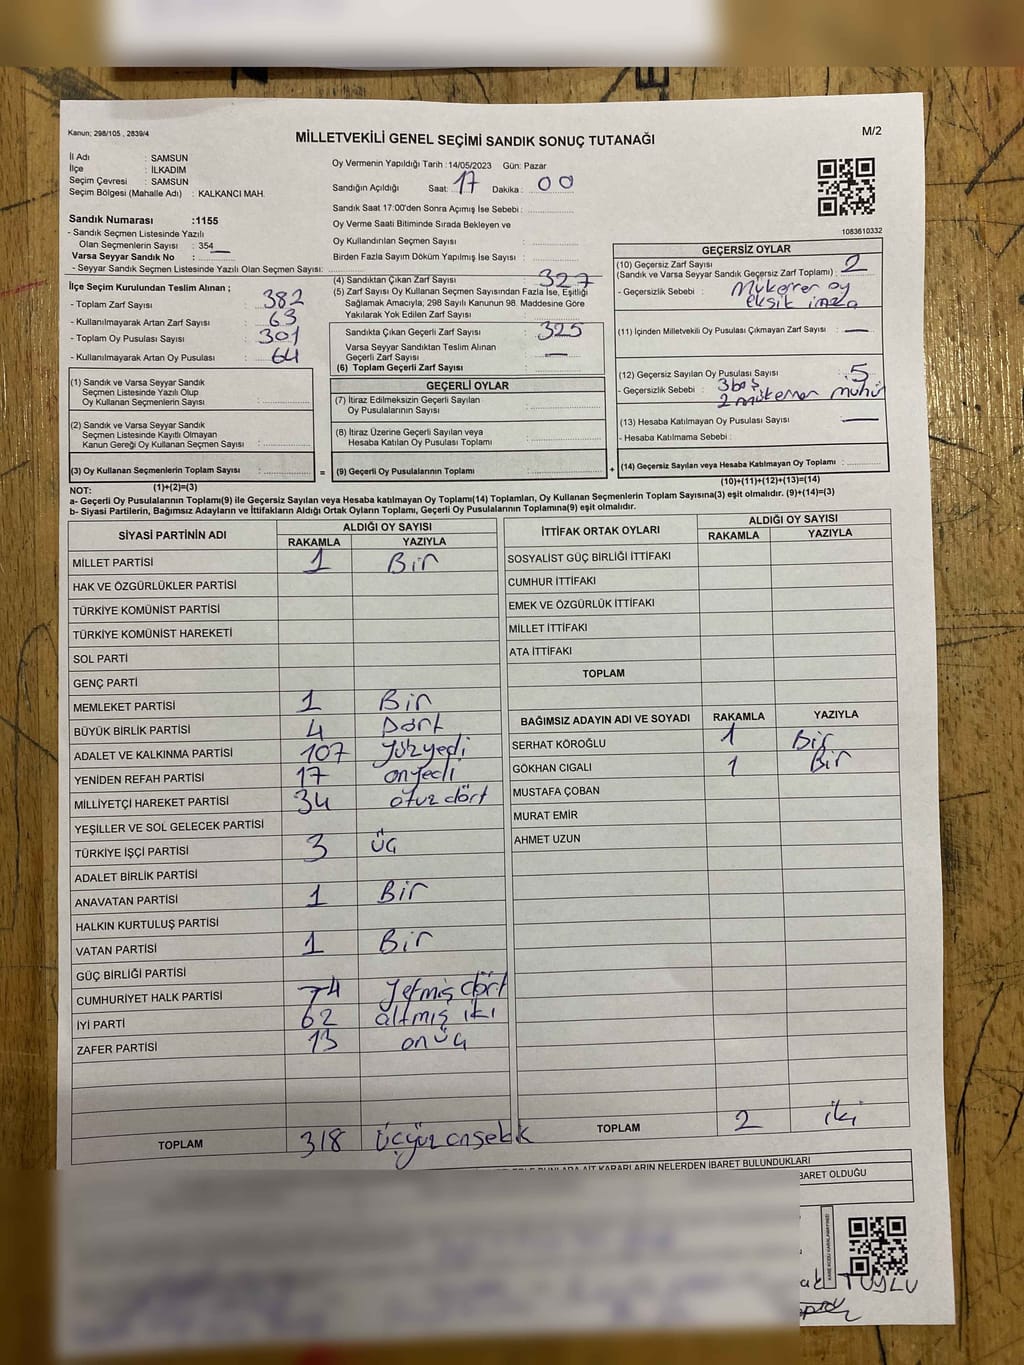 Kanun; 298/105 , 2839/4
MİLLETVEKİLİ GENEL SEÇİMİ SANDIK SONUÇ TUTANAĞI
M/2
İl Adı : SAMSUN
İlçe : İLKADIM
Seçim Çevresi : SAMSUN
Seçim Bölgesi (Mahalle Adı) : KALKANCI MAH.
Sandık Numarası :1155
- Sandık Seçmen Listesinde Yazılı
Olan Seçmenlerin Sayısı : 354
Varsa Seyyar Sandık No :
- Seyyar Sandık Seçmen Listesinde Yazılı Olan Seçmen Sayısı:
Oy Vermenin Yapıldığı Tarih : 14/05/2023 Gün: Pazar
Sandığın Açıldığı Saat: 17 Dakika : 00
Sandık Saat 17:00'den Sonra Açımış İse Sebebi :
Oy Verme Saati Bitiminde Sırada Bekleyen ve
Oy Kullandırılan Seçmen Sayısı :
Birden Fazla Sayım Döküm Yapılmış İse Sayısı :
1083610332
İlçe Seçim Kurulundan Teslim Alınan ;
- Toplam Zarf Sayısı : 382
- Kullanılmayarak Artan Zarf Sayısı : 63
- Toplam Oy Pusulası Sayısı : 301
- Kullanılmayarak Artan Oy Pusulası : 64
(1) Sandık ve Varsa Seyyar Sandık
Seçmen Listesinde Yazılı Olup
Oy Kullanan Seçmenlerin Sayısı :
(2) Sandık ve Varsa Seyyar Sandık
Seçmen Listesinde Kayıtlı Olmayan
Kanun Gereği Oy Kullanan Seçmen Sayısı :
(3) Oy Kullanan Seçmenlerin Toplam Sayısı :
(1)+(2)=(3)
(4) Sandıktan Çıkan Zarf Sayısı : 327
(5) Zarf Sayısı Oy Kullanan Seçmen Sayısından Fazla İse, Eşitliği
Sağlamak Amacıyla; 298 Sayılı Kanunun 98. Maddesine Göre
Yakılarak Yok Edilen Zarf Sayısı :
Sandıkta Çıkan Geçerli Zarf Sayısı : 325
Varsa Seyyar Sandıktan Teslim Alınan
Geçerli Zarf Sayısı : —
(6) Toplam Geçerli Zarf Sayısı :
GEÇERLİ OYLAR
(7) İtiraz Edilmeksizin Geçerli Sayılan
Oy Pusulalarının Sayısı :
(8) İtiraz Üzerine Geçerli Sayılan veya
Hesaba Katılan Oy Pusulası Toplamı :
= (9) Geçerli Oy Pusulalarının Toplamı :
GEÇERSİZ OYLAR
(10) Geçersiz Zarf Sayısı : 2
(Sandık ve Varsa Seyyar Sandık Geçersiz Zarf Toplamı)
- Geçersizlik Sebebi : Mükerrer oy
eksik imza
(11) İçinden Milletvekili Oy Pusulası Çıkmayan Zarf Sayısı : —
(12) Geçersiz Sayılan Oy Pusulası Sayısı : 5
- Geçersizlik Sebebi : 3 boş
2 mükerrer mühür
(13) Hesaba Katılmayan Oy Pusulası Sayısı : —
- Hesaba Katılmama Sebebi :
+ (14) Geçersiz Sayılan veya Hesaba Katılmayan Oy Toplamı :
(10)+(11)+(12)+(13)=(14)
NOT:
a- Geçerli Oy Pusulalarının Toplamı(9) ile Geçersiz Sayılan veya Hesaba katılmayan Oy Toplamı(14) Toplamları, Oy Kullanan Seçmenlerin Toplam Sayısına(3) eşit olmalıdır. (9)+(14)=(3)
b- Siyasi Partilerin, Bağımsız Adayların ve İttifakların Aldığı Ortak Oyların Toplamı, Geçerli Oy Pusulalarının Toplamına(9) eşit olmalıdır.
SİYASİ PARTİNİN ADI ALDIĞI OY SAYISI
RAKAMLA YAZIYLA
MİLLET PARTİSİ 1 Bir
HAK VE ÖZGÜRLÜKLER PARTİSİ
TÜRKİYE KOMÜNİST PARTİSİ
TÜRKİYE KOMÜNİST HAREKETİ
SOL PARTİ
GENÇ PARTİ
MEMLEKET PARTİSİ 1 Bir
BÜYÜK BİRLİK PARTİSİ 4 Dört
ADALET VE KALKINMA PARTİSİ 107 yüzyedi
YENİDEN REFAH PARTİSİ 17 onyedi
MİLLİYETÇİ HAREKET PARTİSİ 34 otuz dört
YEŞİLLER VE SOL GELECEK PARTİSİ
TÜRKİYE İŞÇİ PARTİSİ 3 üç
ADALET BİRLİK PARTİSİ
ANAVATAN PARTİSİ 1 Bir
HALKIN KURTULUŞ PARTİSİ
VATAN PARTİSİ 1 Bir
GÜÇ BİRLİĞİ PARTİSİ
CUMHURİYET HALK PARTİSİ 74 yetmiş dört
İYİ PARTİ 62 altmış iki
ZAFER PARTİSİ 13 onüç
TOPLAM 318 üçyüz onsekk
İTTİFAK ORTAK OYLARI ALDIĞI OY SAYISI
RAKAMLA YAZIYLA
SOSYALİST GÜÇ BİRLİĞİ İTTİFAKI
CUMHUR İTTİFAKI
EMEK VE ÖZGÜRLÜK İTTİFAKI
MİLLET İTTİFAKI
ATA İTTİFAKI
TOPLAM
BAĞIMSIZ ADAYIN ADI VE SOYADI RAKAMLA YAZIYLA
SERHAT KÖROĞLU 1 Bir
GÖKHAN CIGALI 1 Bir
MUSTAFA ÇOBAN
MURAT EMİR
AHMET UZUN
TOPLAM 2 iki
AİT KARARLARIN NELERDEN İBARET BULUNDUKLARI
BARET OLDUĞU
TUYLU